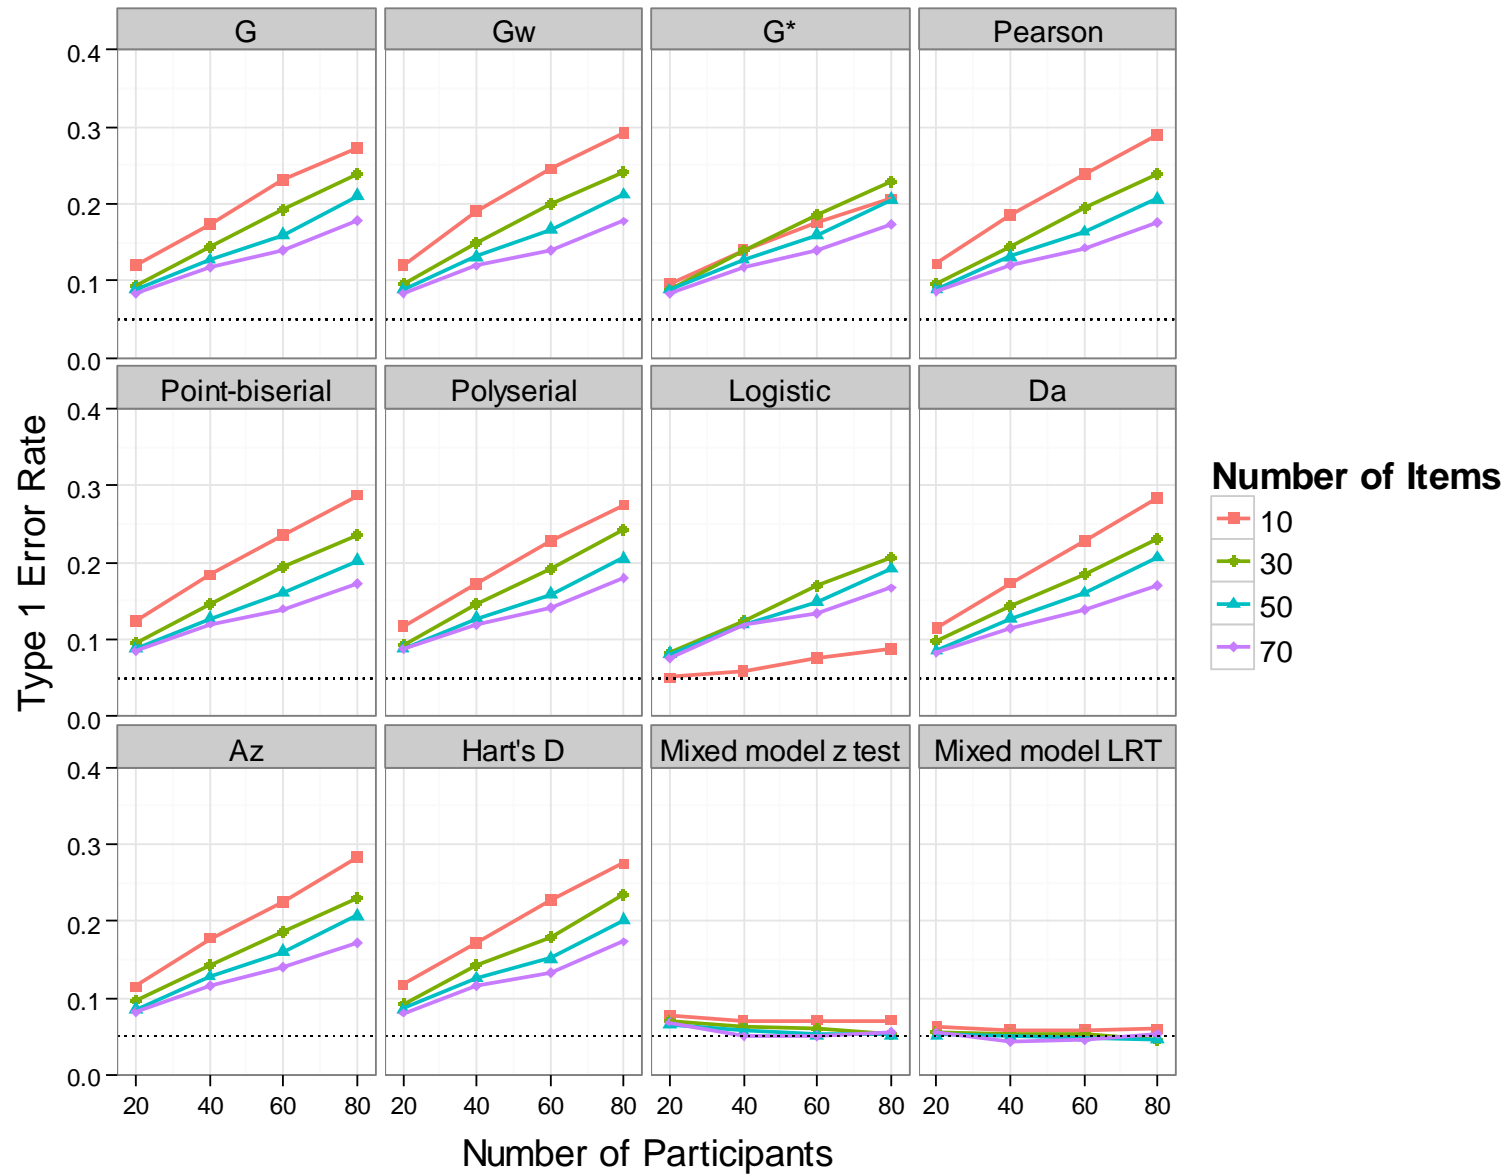 G Gw G* Pearson
0.4
0.3
0.2
0.1
0.0
Point-biserial Polyserial Logistic Da
0.4
0.3
0.2
0.1
0.0
Az Hart's D Mixed model z test Mixed model LRT
0.4
0.3
0.2
0.1
0.0
20 40 60 80 20 40 60 80 20 40 60 80 20 40 60 80
Number of Participants
Type 1 Error Rate
Number of Items
10
30
50
70